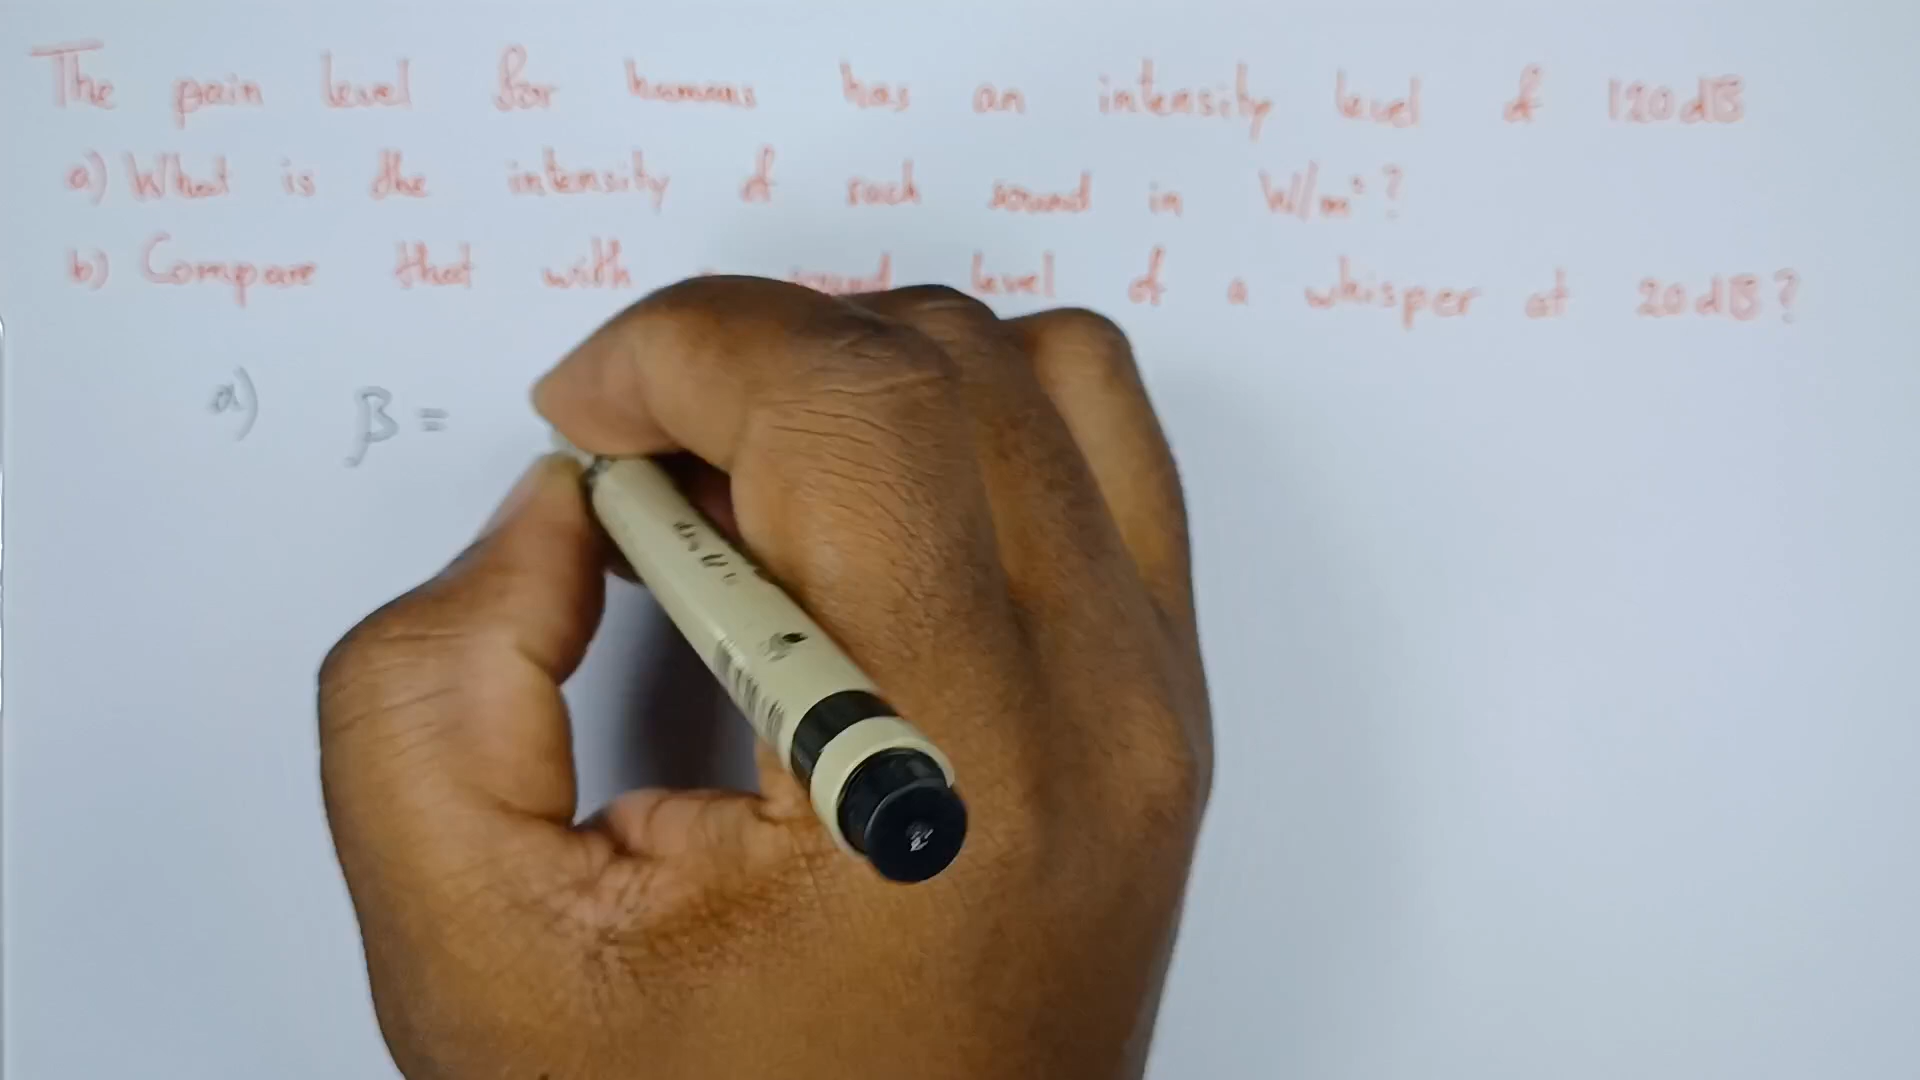 The pain level for humans has an intensity level of 120dB
a) What is the intensity of such sound in W/m²?
b) Compare that with sound level of a whisper at 20dB?
a) β =